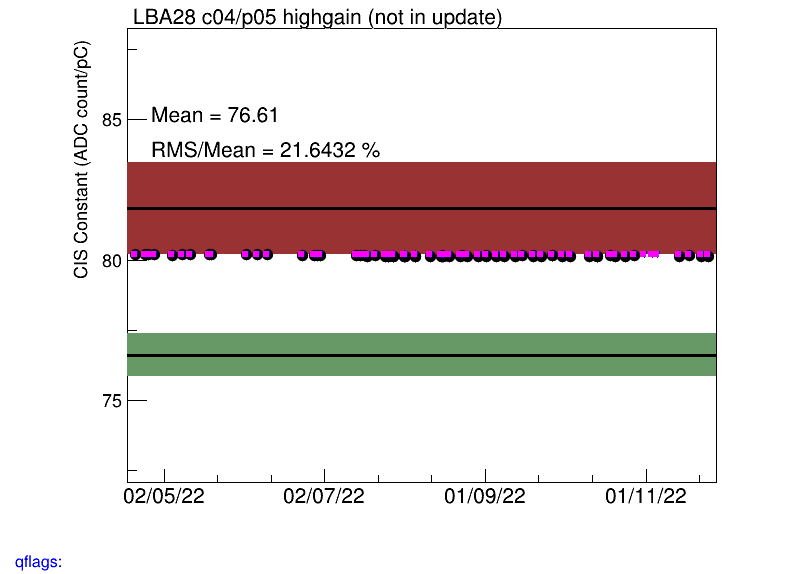 LBA28 c04/p05 highgain (not in update)
CIS Constant (ADC count/pC)
Mean = 76.61
RMS/Mean = 21.6432 %
85
80
75
02/05/22 02/07/22 01/09/22 01/11/22
qflags: